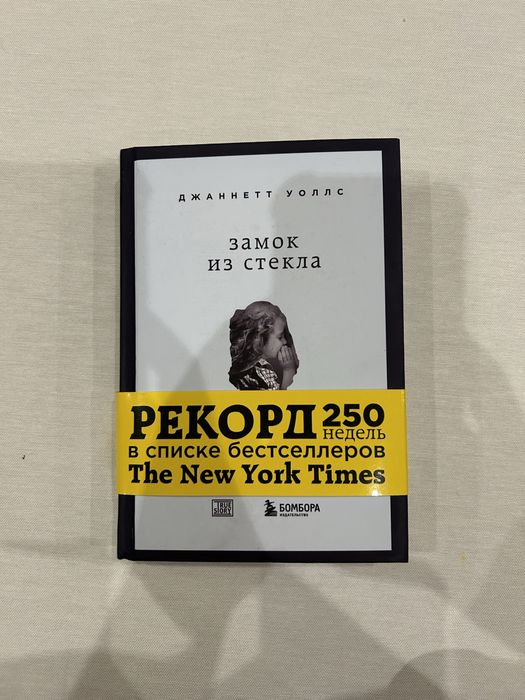 ДЖАННЕТТ УОЛЛС
ЗАМОК
ИЗ СТЕКЛА
РЕКОРД 250
недель
в списке бестселлеров
The New York Times
TRUE
STORY
БОМБОРА
ИЗДАТЕЛЬСТВО